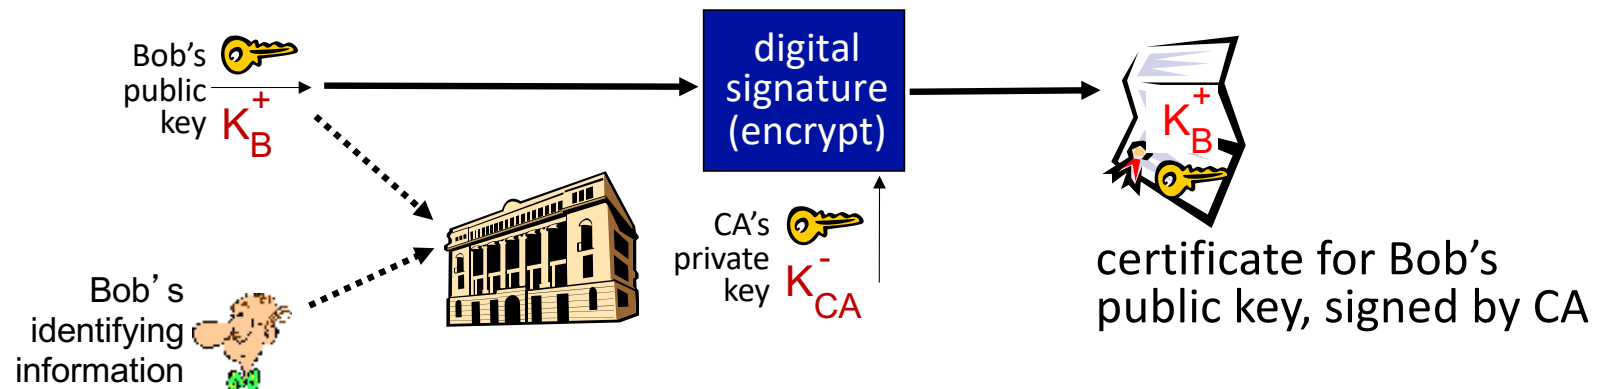 Bob’s
public
key
K
+
B
digital
signature
(encrypt)
K
+
B
CA’s
private
key
K
-
CA
certificate for Bob’s
public key, signed by CA
Bob’s
identifying
information